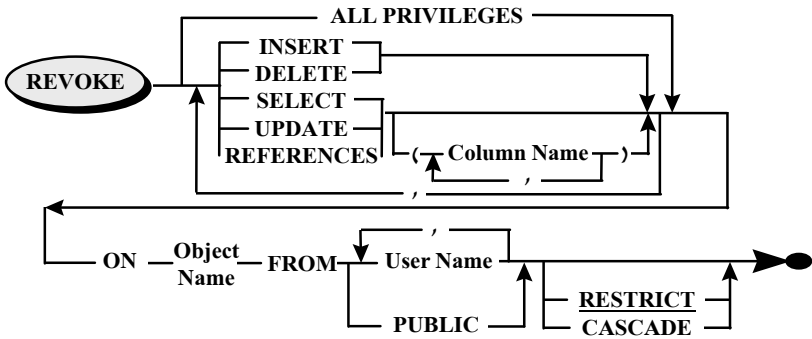 ALL PRIVILEGES
REVOKE
INSERT
DELETE
SELECT
UPDATE
REFERENCES
( Column Name )
,
,
ON Object Name FROM User Name
,
PUBLIC
RESTRICT
CASCADE